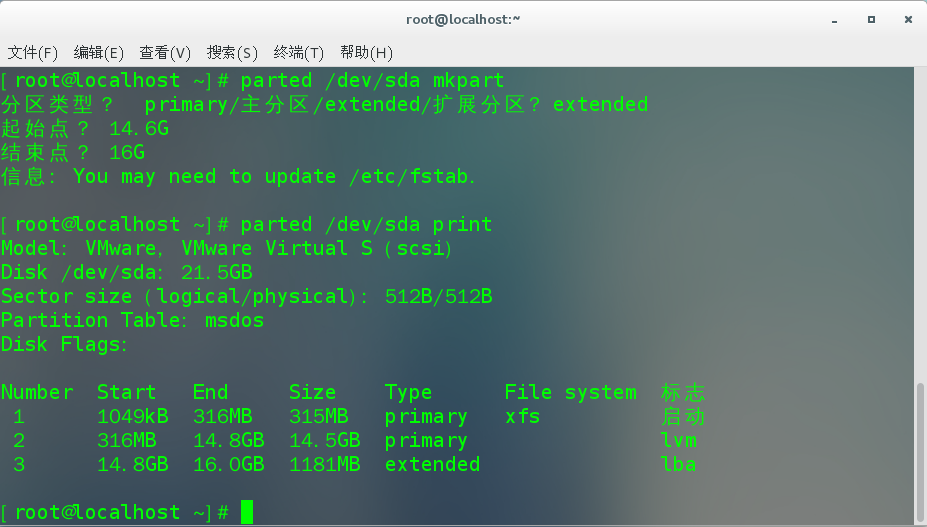 root@localhost:~
文件(F) 编辑(E) 查看(V) 搜索(S) 终端(T) 帮助(H)
[root@localhost ~]# parted /dev/sda mkpart
分区类型？ primary/主分区/extended/扩展分区? extended
起始点？ 14.6G
结束点？ 16G
信息: You may need to update /etc/fstab.
[root@localhost ~]# parted /dev/sda print
Model: VMware, VMware Virtual S (scsi)
Disk /dev/sda: 21.5GB
Sector size (logical/physical): 512B/512B
Partition Table: msdos
Disk Flags:
Number Start End Size Type File system 标志
1 1049kB 316MB 315MB primary xfs 启动
2 316MB 14.8GB 14.5GB primary lvm
3 14.8GB 16.0GB 1181MB extended lba
[root@localhost ~]#